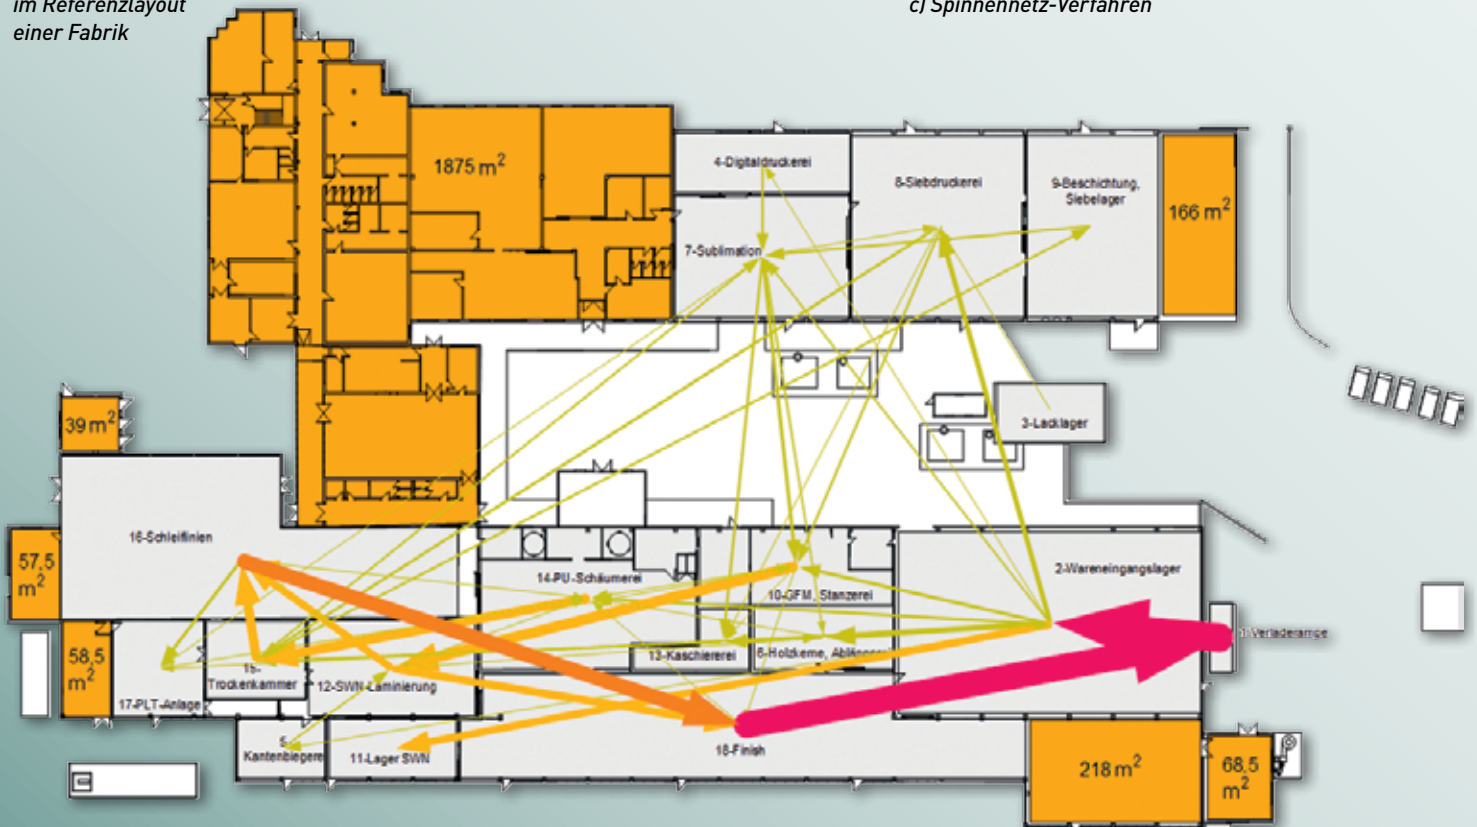 im Referenzlayout
einer Fabrik
c) Spinnennetz-Verfahren
1875 m²
4-Digitaldruckerei
8-Siebdruckerei
9-Beschichtung,
Siebelager
166 m²
7-Sublimation
39 m²
3-Lacklager
16-Schleiflinien
57,5
m²
14-PU-Schäumerei
10-GFM, Stanzerei
2-Wareneingangslager
1-Verladerampe
58,5
m²
15-
Trockenkammer
13-Kaschiererei
6-Holzkerne,
12-SWN-Laminierung
17-PLT-Anlage
5-
Kantenbiegerei
11-Lager SWN
18-Finish
218 m²
68,5
m²